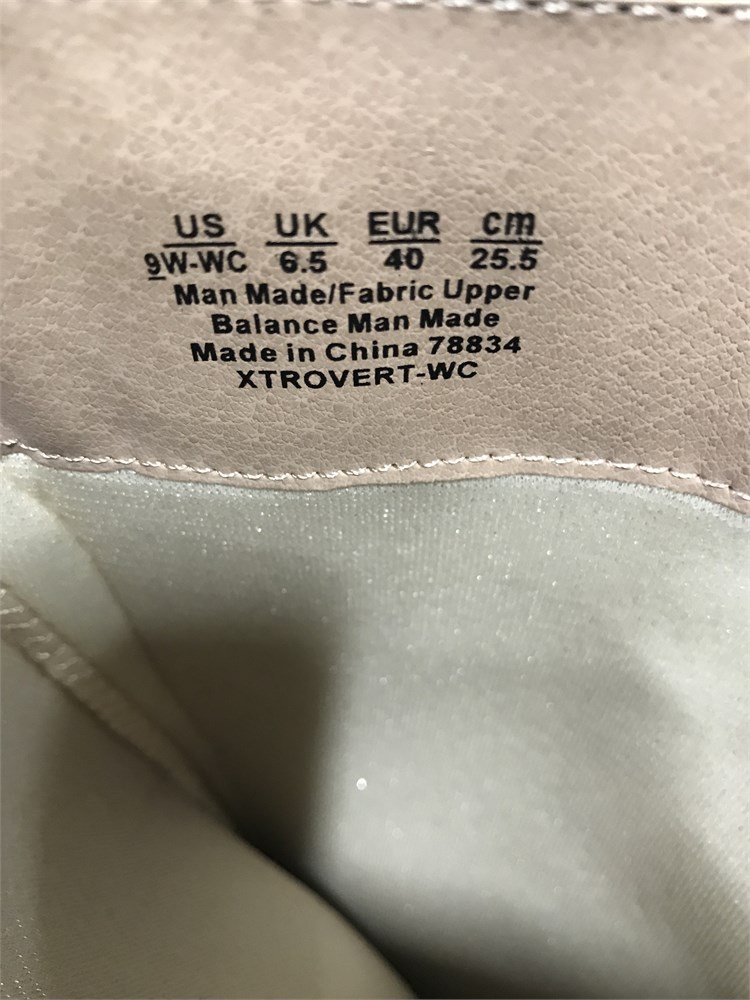 US UK EUR cm
9W-WC 6.5 40 25.5
Man Made/Fabric Upper
Balance Man Made
Made in China 78834
XTROVERT-WC